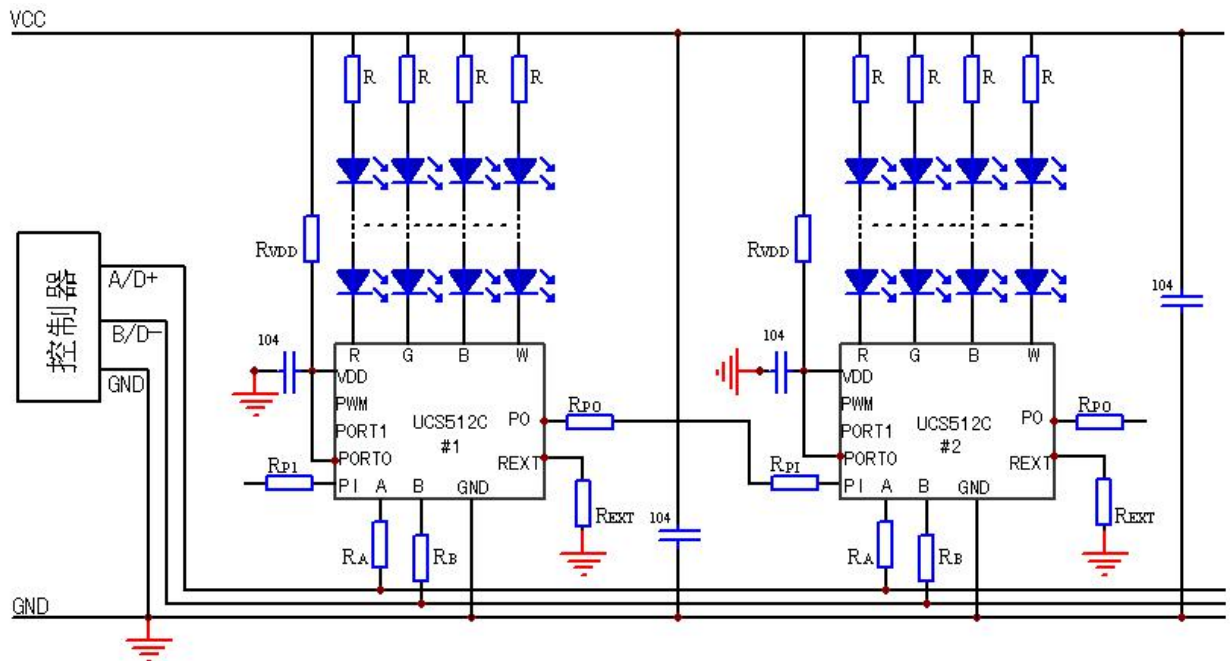 VCC
R R R R R R R R
104
RVDD RVDD
控制器
A/D+
B/D-
GND
104 104
R G B W R G B W
VDD VDD
PWM PWM
PORT1 UCS512C PO RPO PORT1 UCS512C PO RPO
#1 #2
PORT0 REXT PORT0 REXT
RPI PI A B GND RPI PI A B GND
REXT 104 REXT
RA RB RA RB
GND